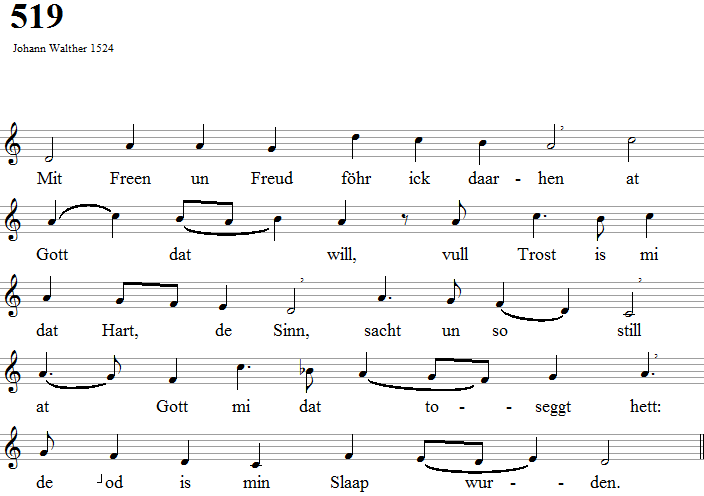 519
Johann Walther 1524
Mit Freen un Freud föhr ick daar - hen at
Gott dat will, vull Trost is mi
dat Hart, de Sinn, sacht un so still
at Gott mi dat to - - seggt hett:
de ┘od is min Slaap wur - - den.